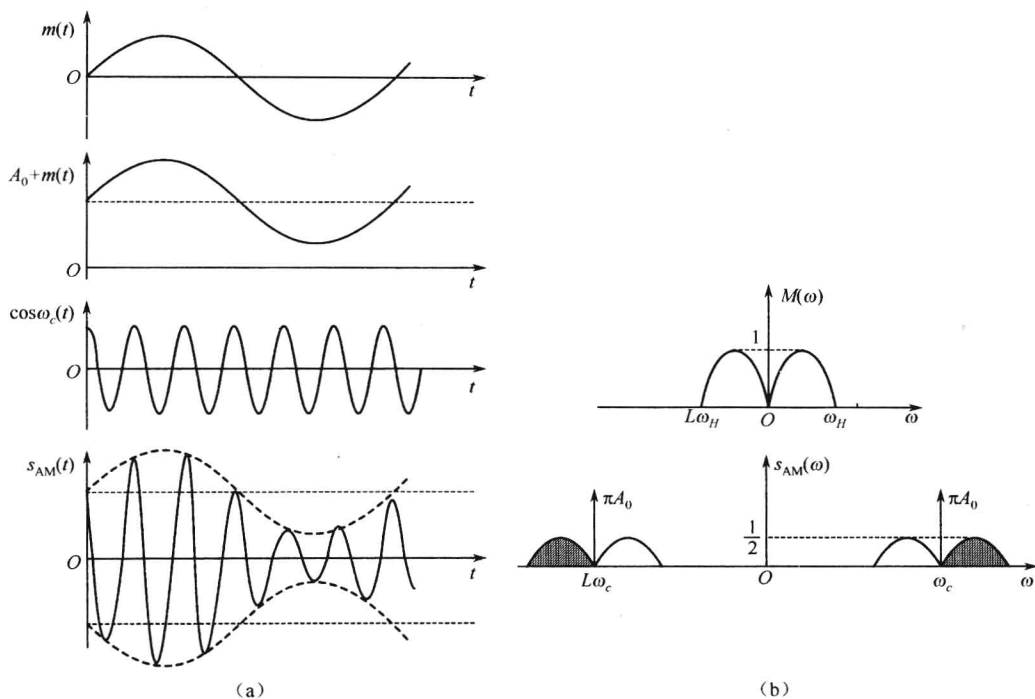 m(t)
O
t
A₀+m(t)
O
t
cosω_c(t)
O
t
s_AM(t)
O
t
(a)
M(ω)
1
Lω_H
O
ω_H
ω
s_AM(ω)
πA₀
πA₀
1/2
Lω_c
O
ω_c
ω
(b)